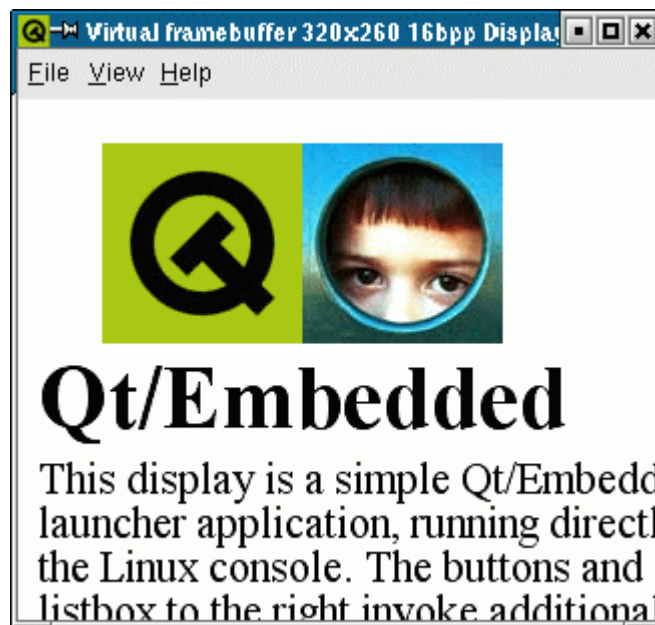 Virtual framebuffer 320x260 16bpp Display
File View Help
Qt/Embedded
This display is a simple Qt/Embedd
launcher application, running directl
the Linux console. The buttons and
listbox to the right invoke additional